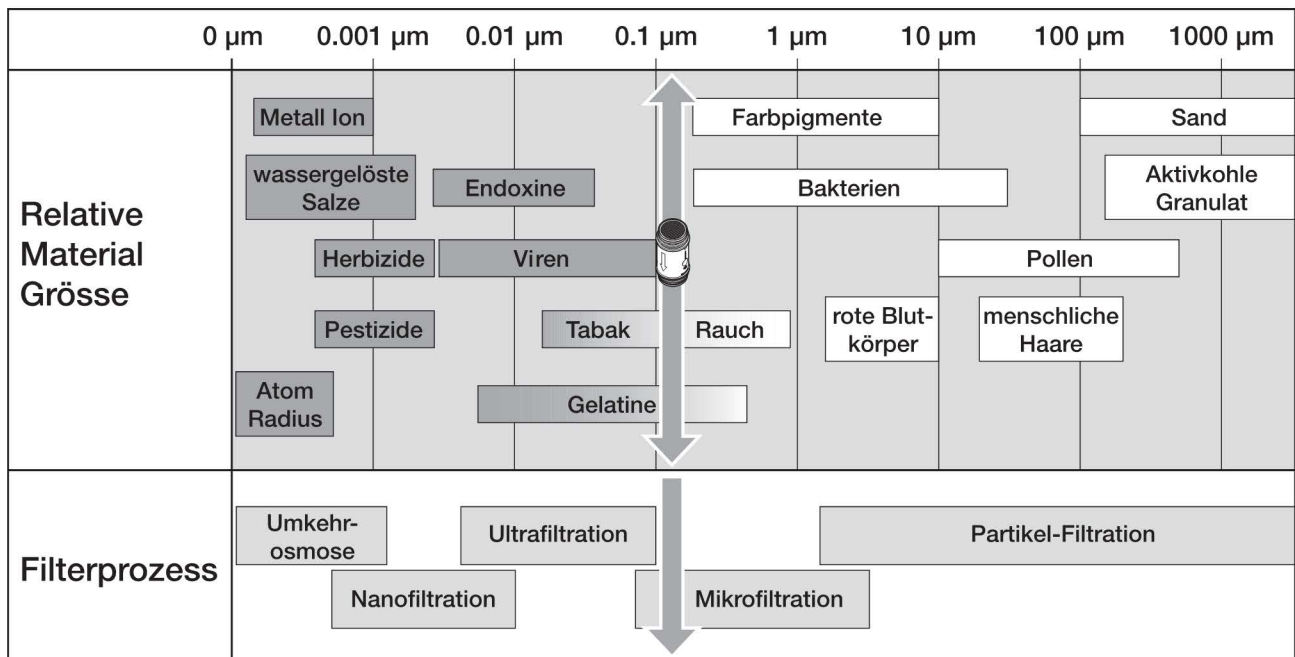 0 µm 0.001 µm 0.01 µm 0.1 µm 1 µm 10 µm 100 µm 1000 µm
Relative
Material
Grösse
Metall Ion
Farbpigmente
Sand
wassergelöste
Salze
Endoxine
Bakterien
Aktivkohle
Granulat
Herbizide
Viren
Pollen
Pestizide
Tabak
Rauch
rote Blut-
körper
menschliche
Haare
Atom
Radius
Gelatine
Filterprozess
Umkehr-
osmose
Ultrafiltration
Partikel-Filtration
Nanofiltration
Mikrofiltration